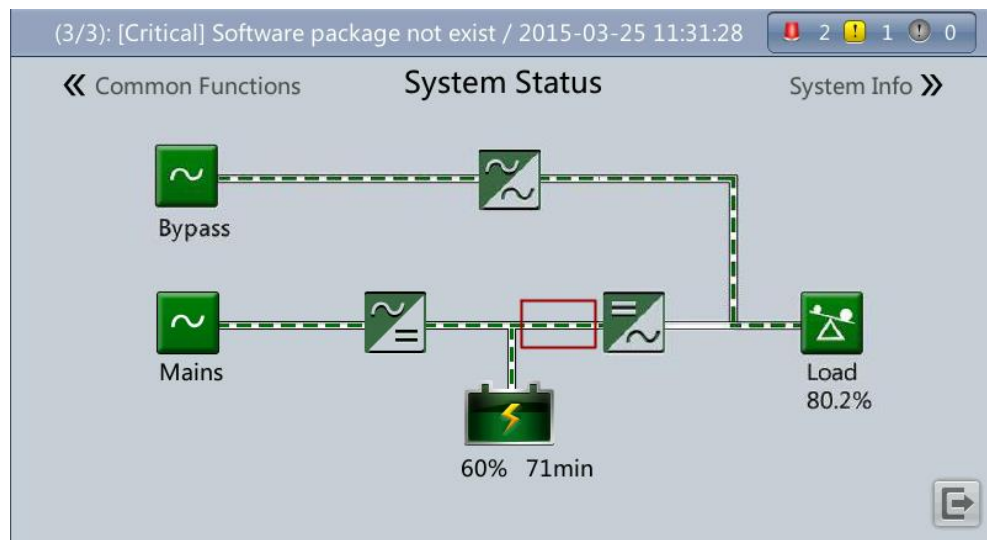 (3/3): [Critical] Software package not exist / 2015-03-25 11:31:28 2 1 0
« Common Functions System Status System Info »
Bypass
Mains
Load
80.2%
60% 71min